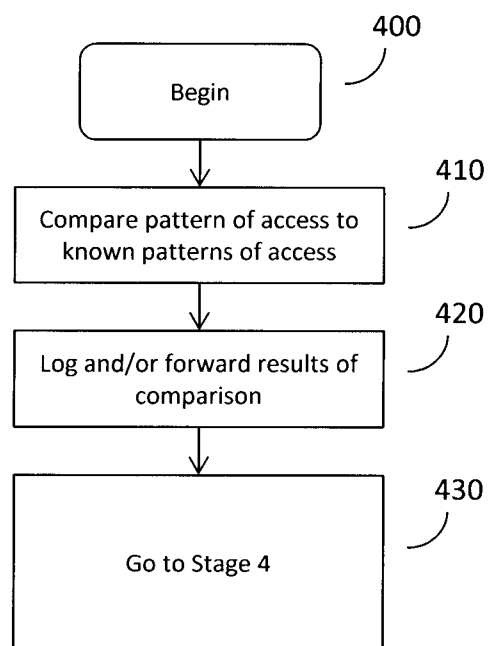 400
Begin
410
Compare pattern of access to
known patterns of access
420
Log and/or forward results of
comparison
430
Go to Stage 4